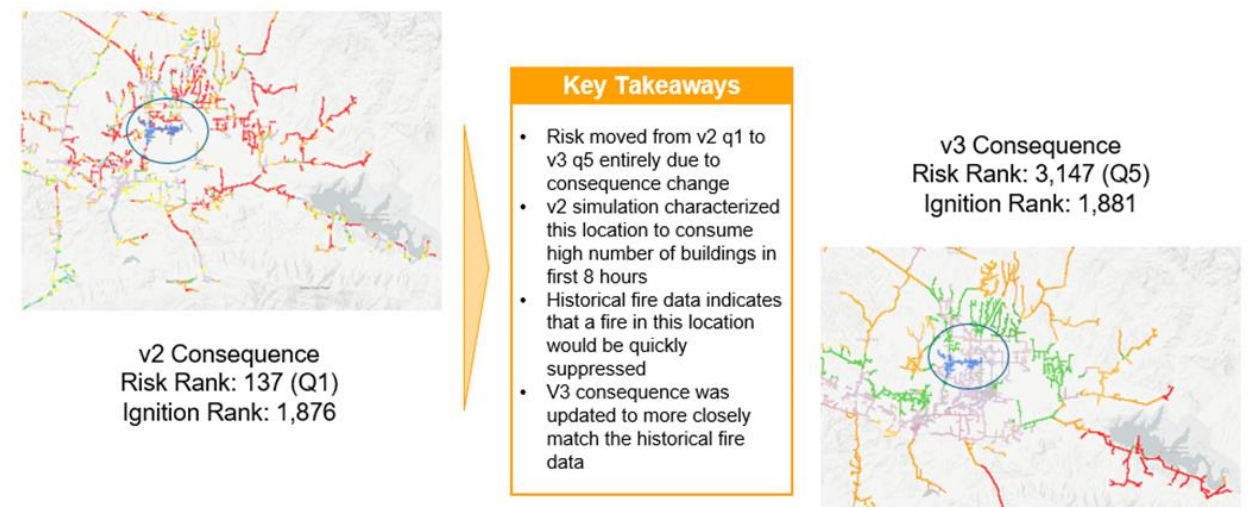 Key Takeaways
• Risk moved from v2 q1 to
v3 q5 entirely due to
consequence change
• v2 simulation characterized
this location to consume
high number of buildings in
first 8 hours
• Historical fire data indicates
that a fire in this location
would be quickly
suppressed
• V3 consequence was
updated to more closely
match the historical fire
data
v2 Consequence
Risk Rank: 137 (Q1)
Ignition Rank: 1,876
v3 Consequence
Risk Rank: 3,147 (Q5)
Ignition Rank: 1,881